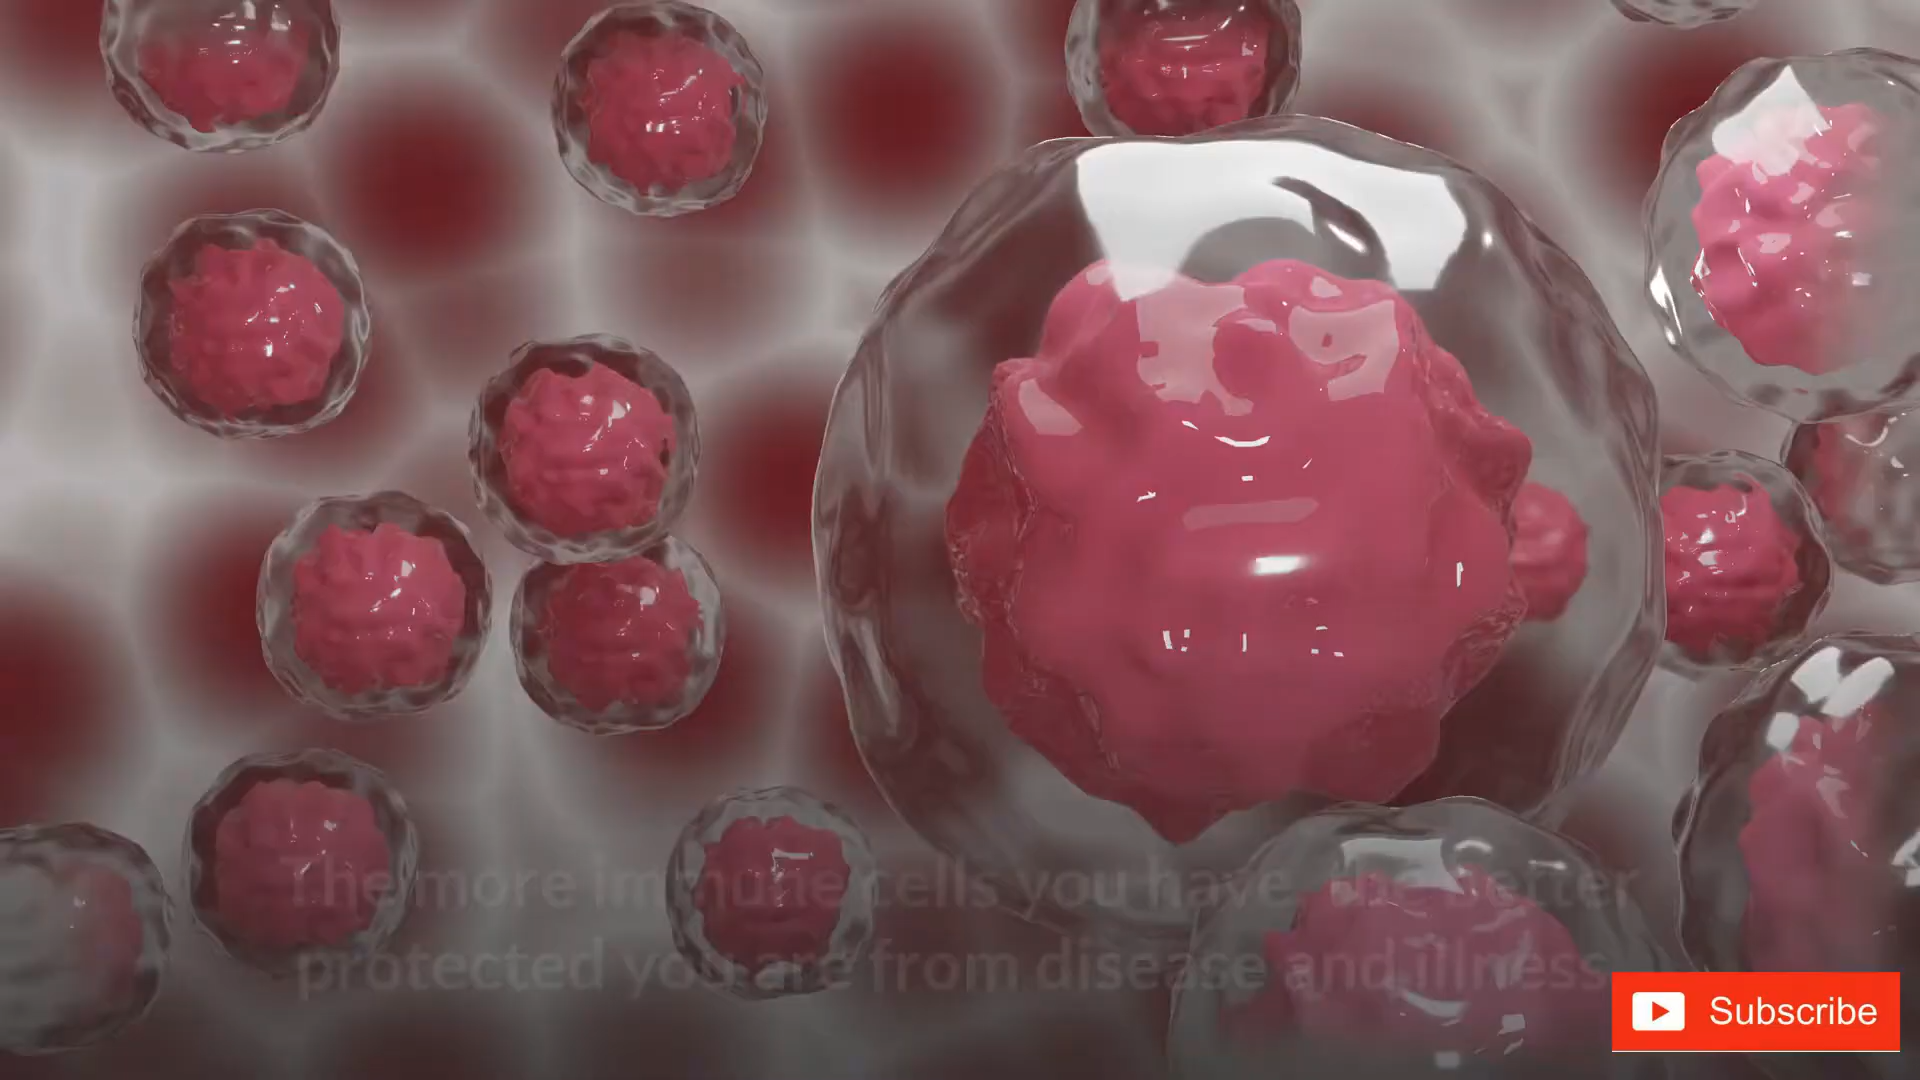 The more immune cells you have, the better
protected you are from disease and illness.
Subscribe